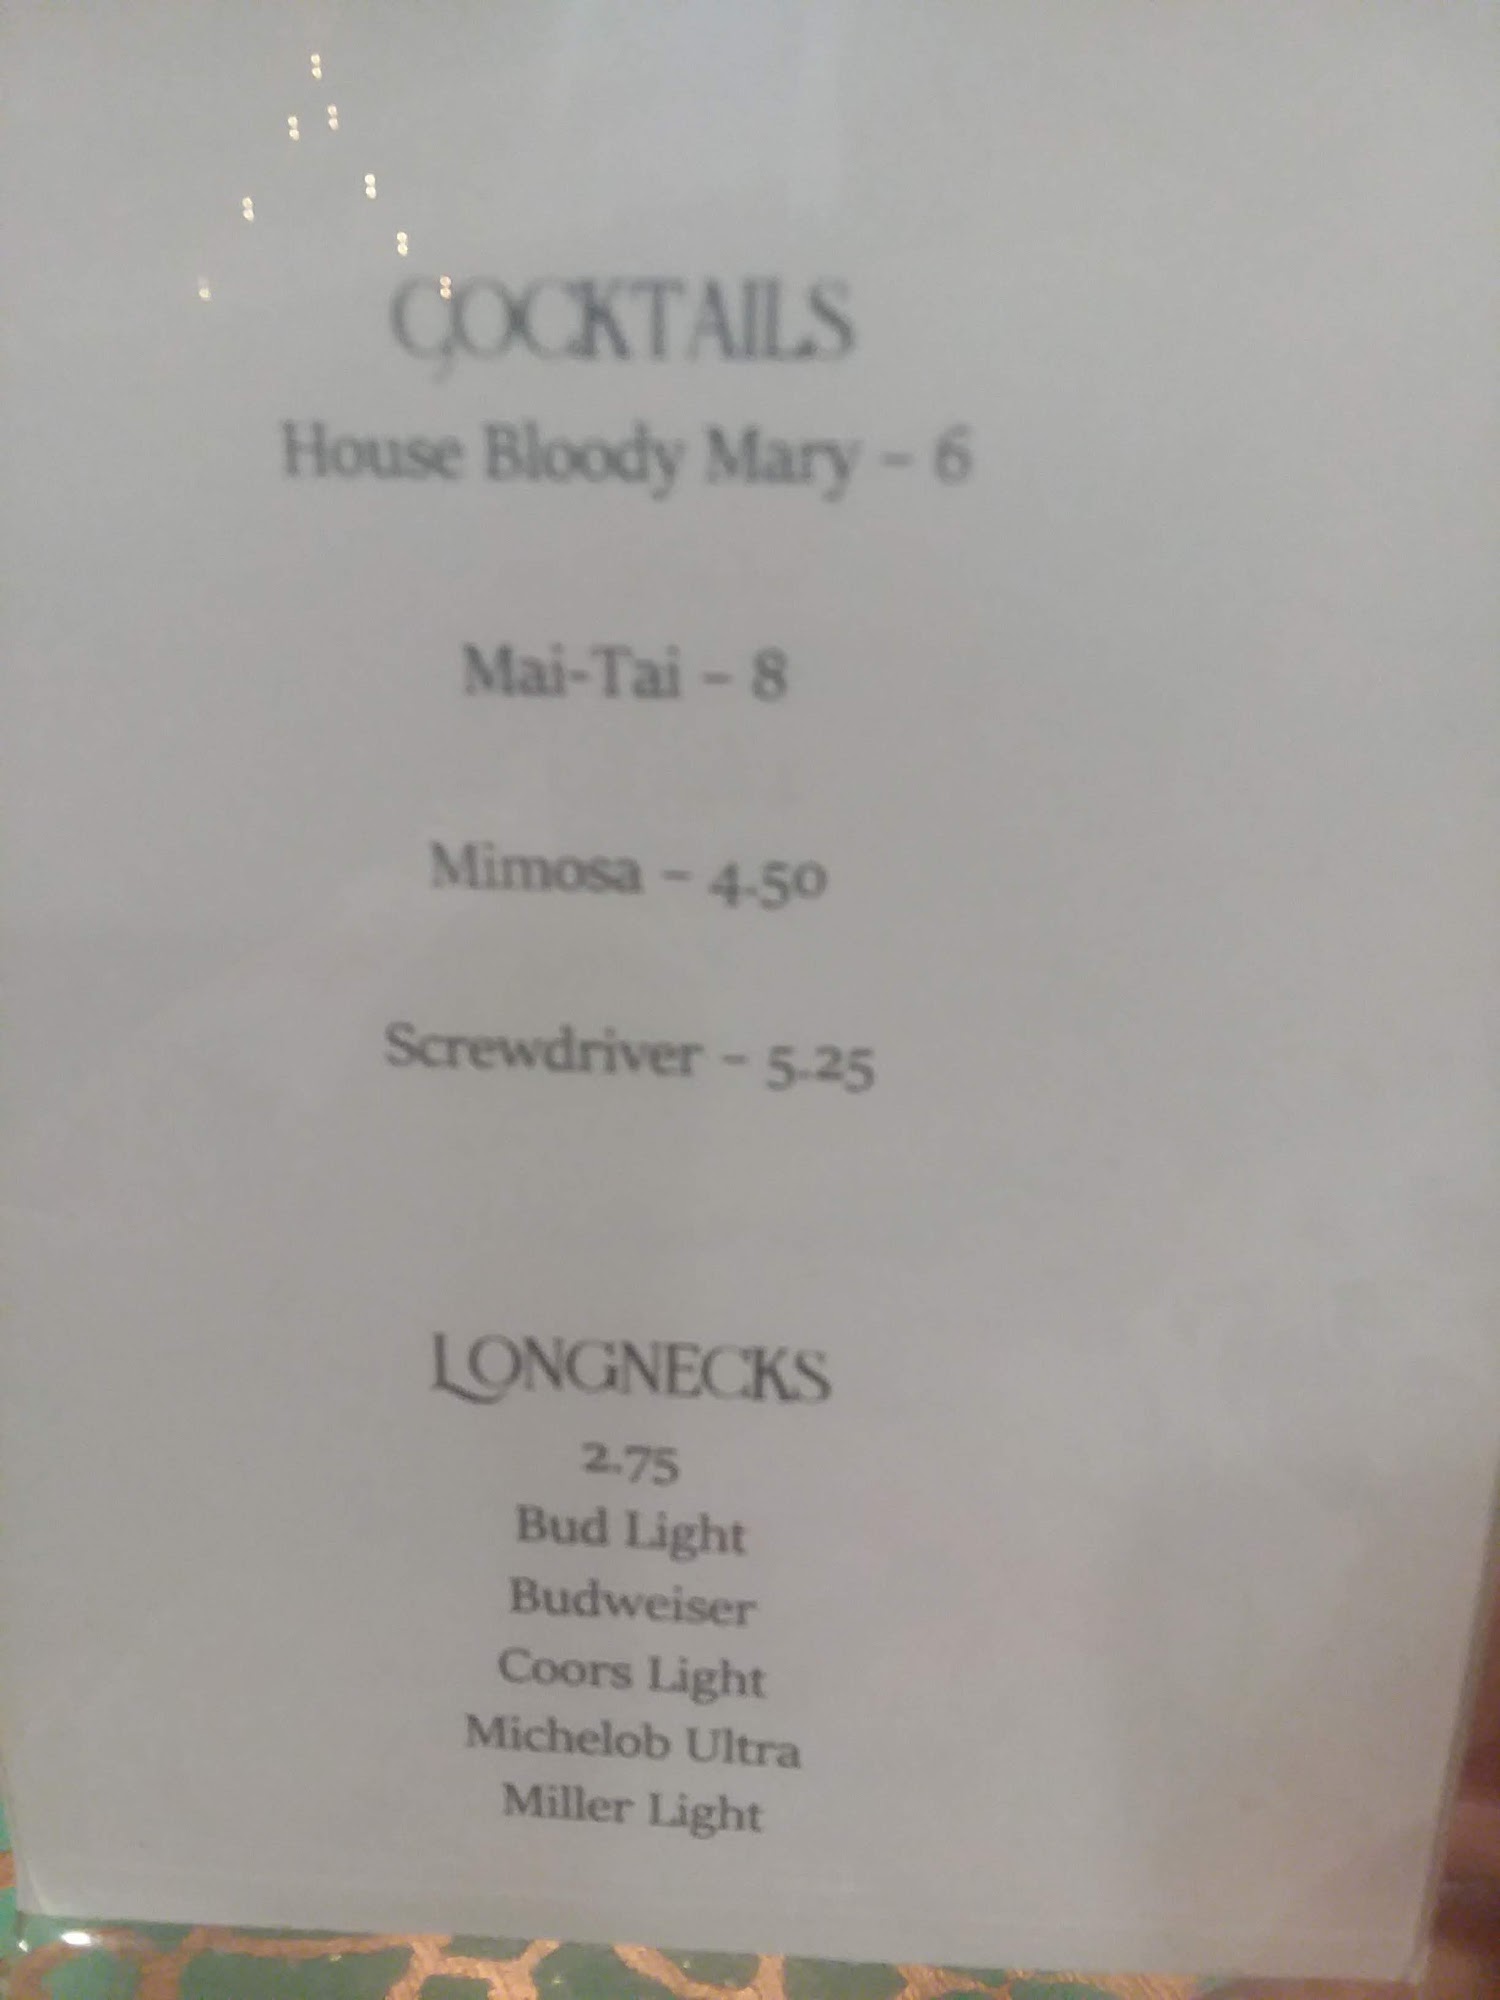 COCKTAILS
House Bloody Mary – 6
Mai-Tai – 8
Mimosa – 4.50
Screwdriver – 5.25
LONGNECKS
2.75
Bud Light
Budweiser
Coors Light
Michelob Ultra
Miller Light